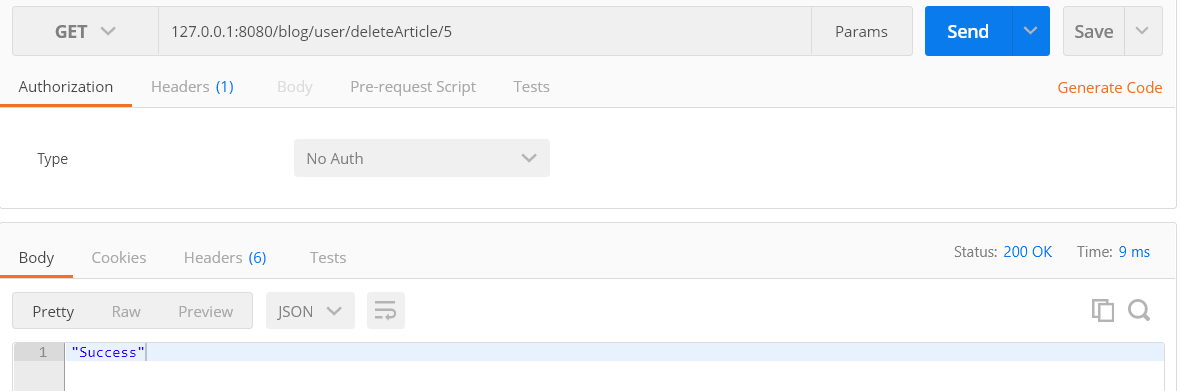 GET 127.0.0.1:8080/blog/user/deleteArticle/5 Params Send Save
Authorization Headers (1) Body Pre-request Script Tests Generate Code
Type No Auth
Body Cookies Headers (6) Tests Status: 200 OK Time: 9 ms
Pretty Raw Preview JSON
1 "Success"